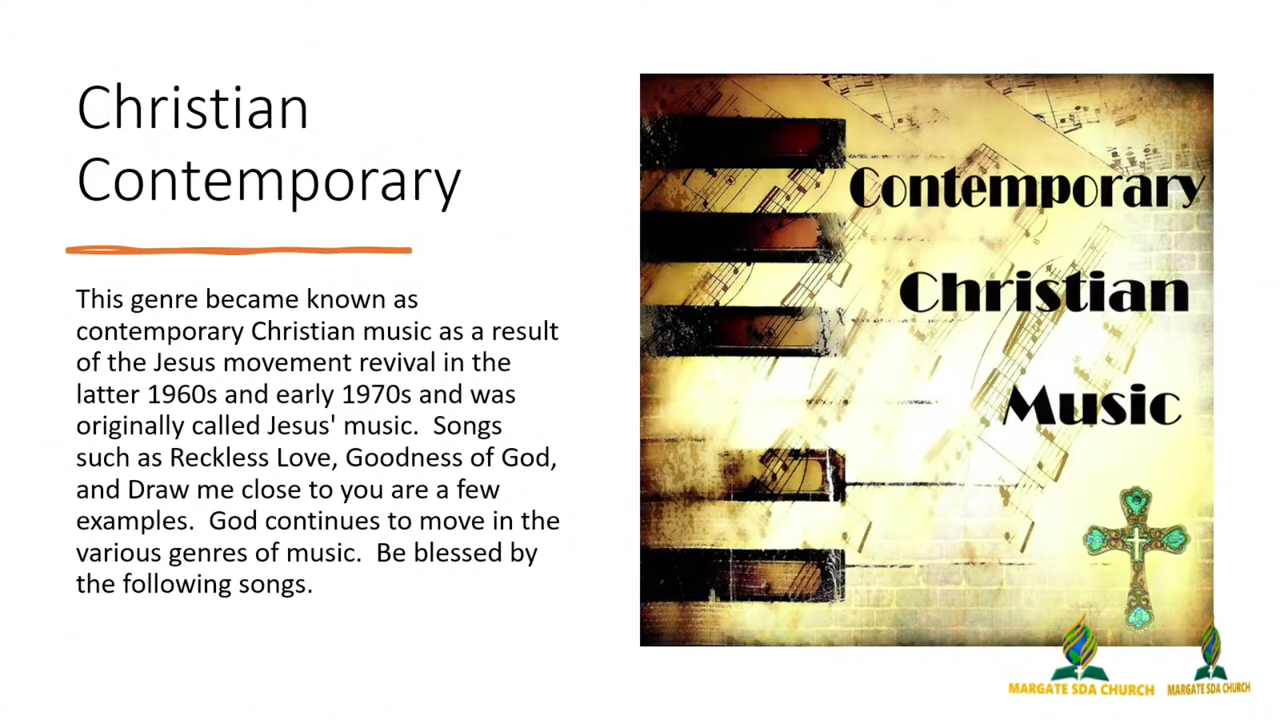 Christian
Contemporary
This genre became known as
contemporary Christian music as a result
of the Jesus movement revival in the
latter 1960s and early 1970s and was
originally called Jesus' music.  Songs
such as Reckless Love, Goodness of God,
and Draw me close to you are a few
examples.  God continues to move in the
various genres of music.  Be blessed by
the following songs.
Contemporary
Christian
Music
MARGATE SDA CHURCH
MARGATE SDA CHURCH